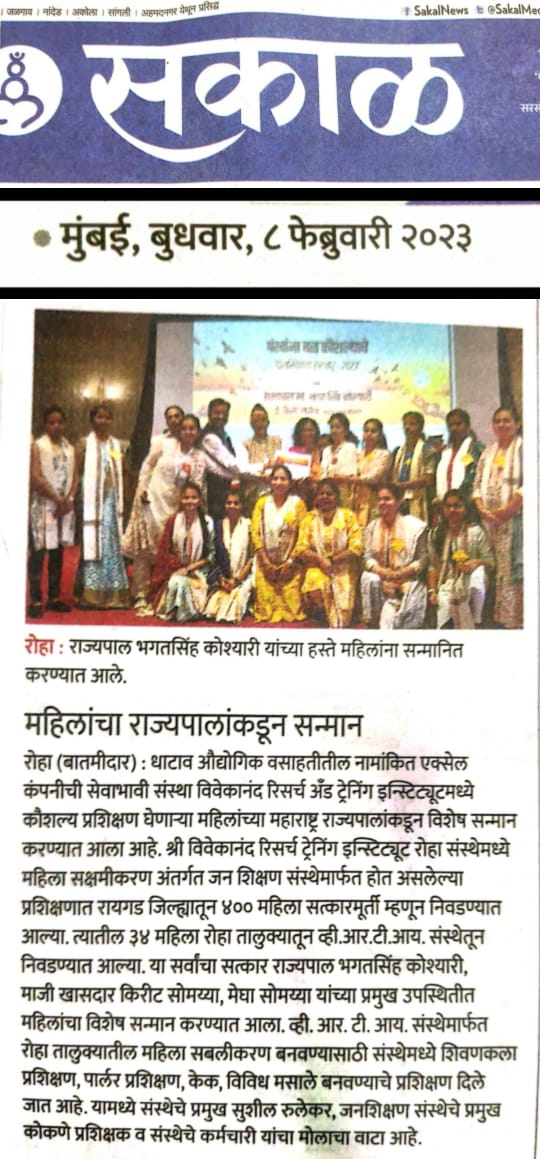 । जळगाव । नांदेड । अकोला । सांगली । अहमदनगर येथून प्रसिद्ध
SakalNews @SakalMed
सकाळ
मुंबई, बुधवार, ८ फेब्रुवारी २०२३
पंखांना बळ कौशल्याचे
रोहा : राज्यपाल भगतसिंह कोश्यारी यांच्या हस्ते महिलांना सन्मानित
करण्यात आले.
महिलांचा राज्यपालांकडून सन्मान
रोहा (बातमीदार) : धाटाव औद्योगिक वसाहतीतील नामांकित एक्सेल
कंपनीची सेवाभावी संस्था विवेकानंद रिसर्च अँड ट्रेनिंग इन्स्टिट्यूटमध्ये
कौशल्य प्रशिक्षण घेणाऱ्या महिलांच्या महाराष्ट्र राज्यपालांकडून विशेष सन्मान
करण्यात आला आहे. श्री विवेकानंद रिसर्च ट्रेनिंग इन्स्टिट्यूट रोहा संस्थेमध्ये
महिला सक्षमीकरण अंतर्गत जन शिक्षण संस्थेमार्फत होत असलेल्या
प्रशिक्षणात रायगड जिल्ह्यातून ४०० महिला सत्कारमूर्ती म्हणून निवडण्यात
आल्या. त्यातील ३४ महिला रोहा तालुक्यातून व्ही.आर.टी.आय. संस्थेतून
निवडण्यात आल्या. या सर्वांचा सत्कार राज्यपाल भगतसिंह कोश्यारी,
माजी खासदार किरीट सोमय्या, मेघा सोमय्या यांच्या प्रमुख उपस्थितीत
महिलांचा विशेष सन्मान करण्यात आला. व्ही. आर. टी. आय. संस्थेमार्फत
रोहा तालुक्यातील महिला सबलीकरण बनवण्यासाठी संस्थेमध्ये शिवणकला
प्रशिक्षण, पार्लर प्रशिक्षण, केक, विविध मसाले बनवण्याचे प्रशिक्षण दिले
जात आहे. यामध्ये संस्थेचे प्रमुख सुशील रुलेकर, जनशिक्षण संस्थेचे प्रमुख
कोकणे प्रशिक्षक व संस्थेचे कर्मचारी यांचा मोलाचा वाटा आहे.